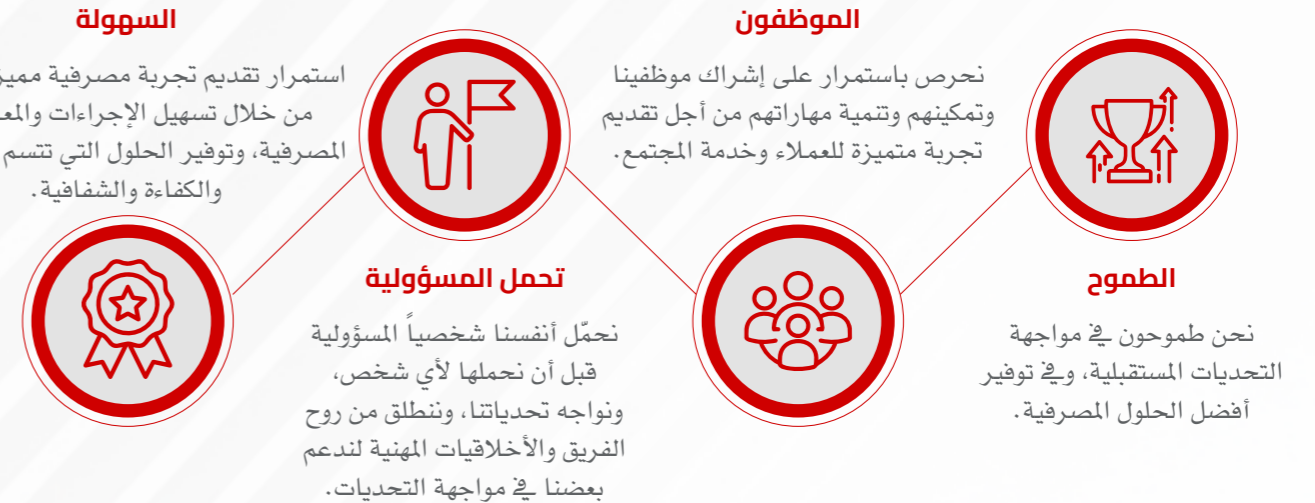 الطموح
نحن طموحون في مواجهة
التحديات المستقبلية، وفي توفير
أفضل الحلول المصرفية.
الموظفون
نحرص باستمرار على إشراك موظفينا
وتمكينهم وتنمية مهاراتهم من أجل تقديم
تجربة متميزة للعملاء وخدمة المجتمع.
تحمل المسؤولية
نحمّل أنفسنا شخصياً المسؤولية
قبل أن نحملها لأي شخص،
ونواجه تحدياتنا، وننطلق من روح
الفريق والأخلاقيات المهنية لندعم
بعضنا في مواجهة التحديات.
السهولة
استمرار تقديم تجربة مصرفية
من خلال تسهيل الإجراءات
المصرفية، وتوفير الحلول التي تتسم
والكفاءة والشفافية.